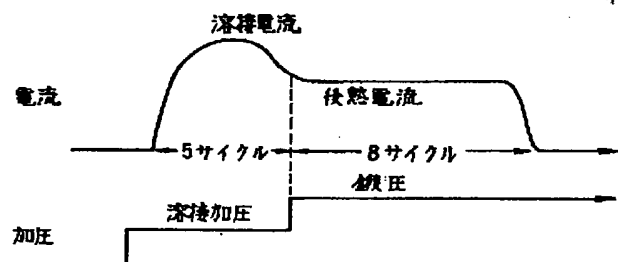 溶接電流
電流
後熱電流
5サイクル
8サイクル
鍛圧
溶接加圧
加圧